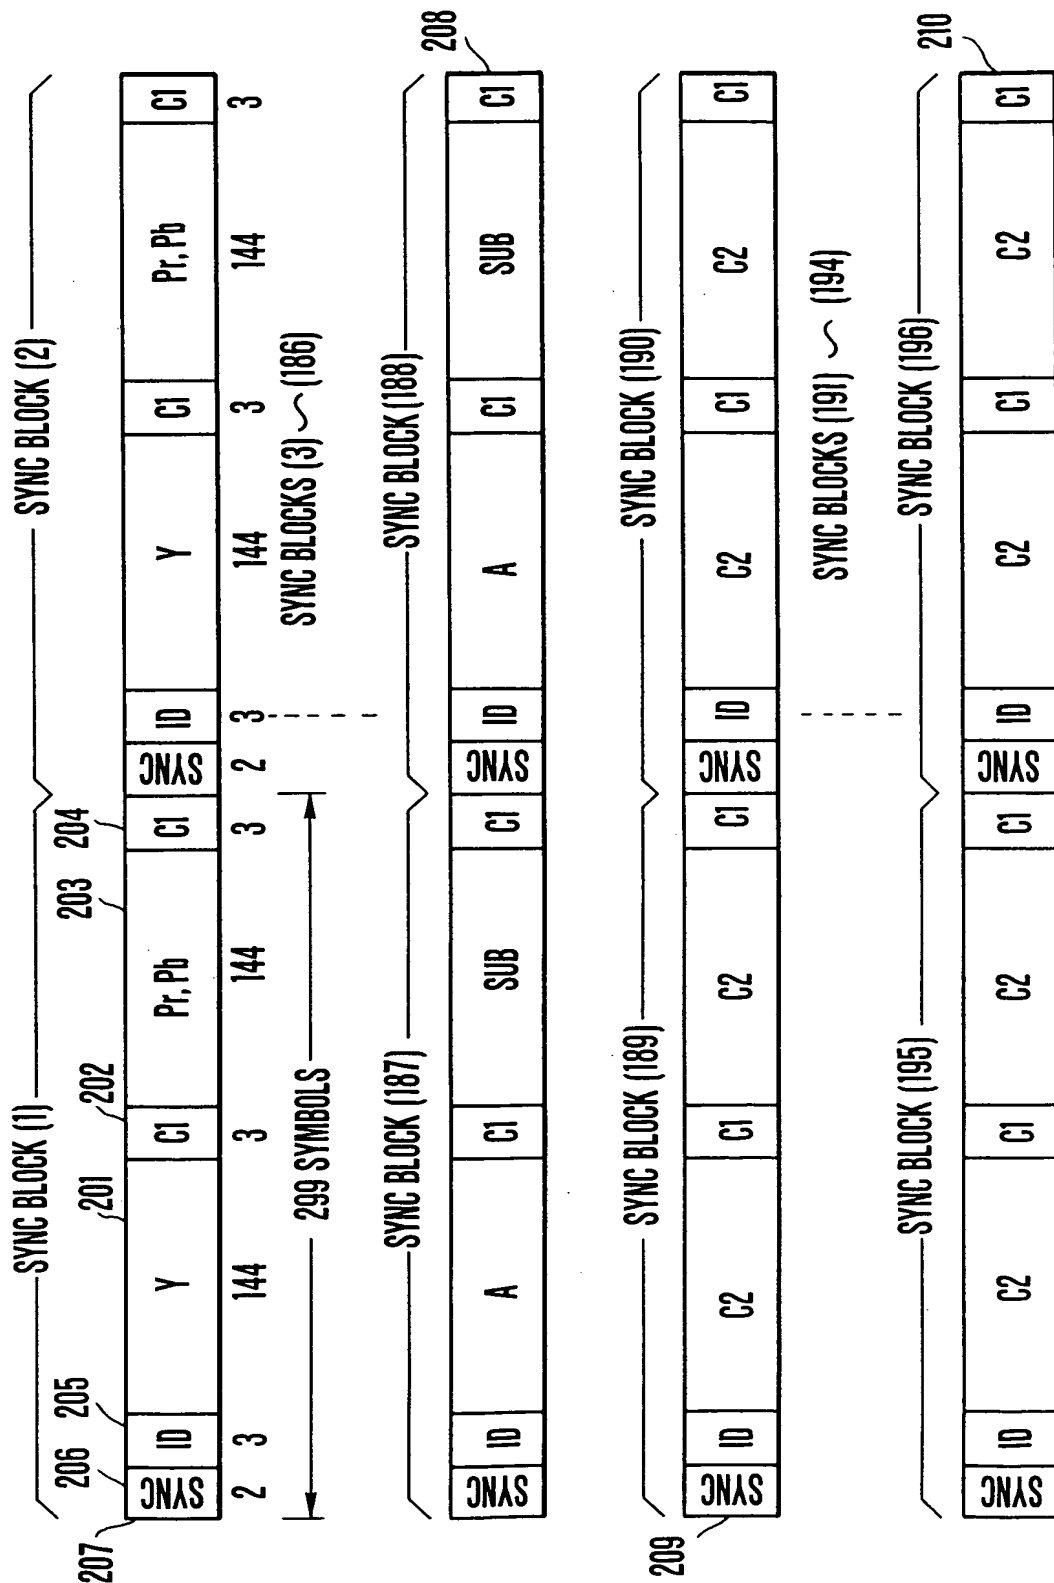 SYNC BLOCK (1) SYNC BLOCK (2)
206 205 201 202 203 204
207
SYNC ID Y C1 Pr, Pb C1 SYNC ID Y C1 Pr, Pb C1
2 3 144 3 144 3 2 3 144 3 144 3
299 SYMBOLS
SYNC BLOCKS (3) ~ (186)
SYNC BLOCK (187) SYNC BLOCK (188)
208
SYNC ID A C1 SUB C1 SYNC ID A C1 SUB C1
SYNC BLOCK (189) SYNC BLOCK (190)
209
SYNC ID C2 C1 C2 C1 SYNC ID C2 C1 C2 C1
SYNC BLOCKS (191) ~ (194)
SYNC BLOCK (195) SYNC BLOCK (196)
210
SYNC ID C2 C1 C2 C1 SYNC ID C2 C1 C2 C1